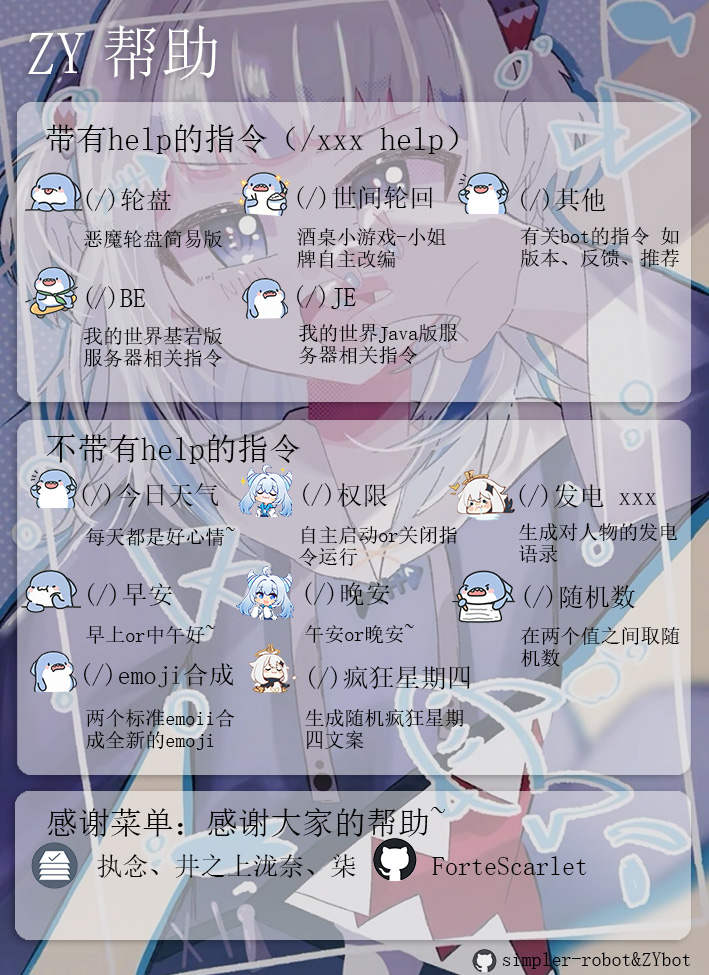 ZY 帮助
带有help的指令（/xxx help）
(/)轮盘
恶魔轮盘简易版
(/)世间轮回
酒桌小游戏-小姐
牌自主改编
(/)其他
有关bot的指令 如
版本、反馈、推荐
(/)BE
我的世界基岩版
服务器相关指令
(/)JE
我的世界Java版服
务器相关指令
不带有help的指令
(/)今日天气
每天都是好心情~
(/)权限
自主启动or关闭指
令运行
(/)发电 xxx
生成对人物的发电
语录
(/)早安
早上or中午好~
(/)晚安
午安or晚安~
(/)随机数
在两个值之间取随
机数
(/)emoji合成
两个标准emoii合
成全新的emoji
(/)疯狂星期四
生成随机疯狂星期
四文案
感谢菜单：感谢大家的帮助~
执念、井之上泷奈、柒
ForteScarlet
simpler-robot&ZYbot